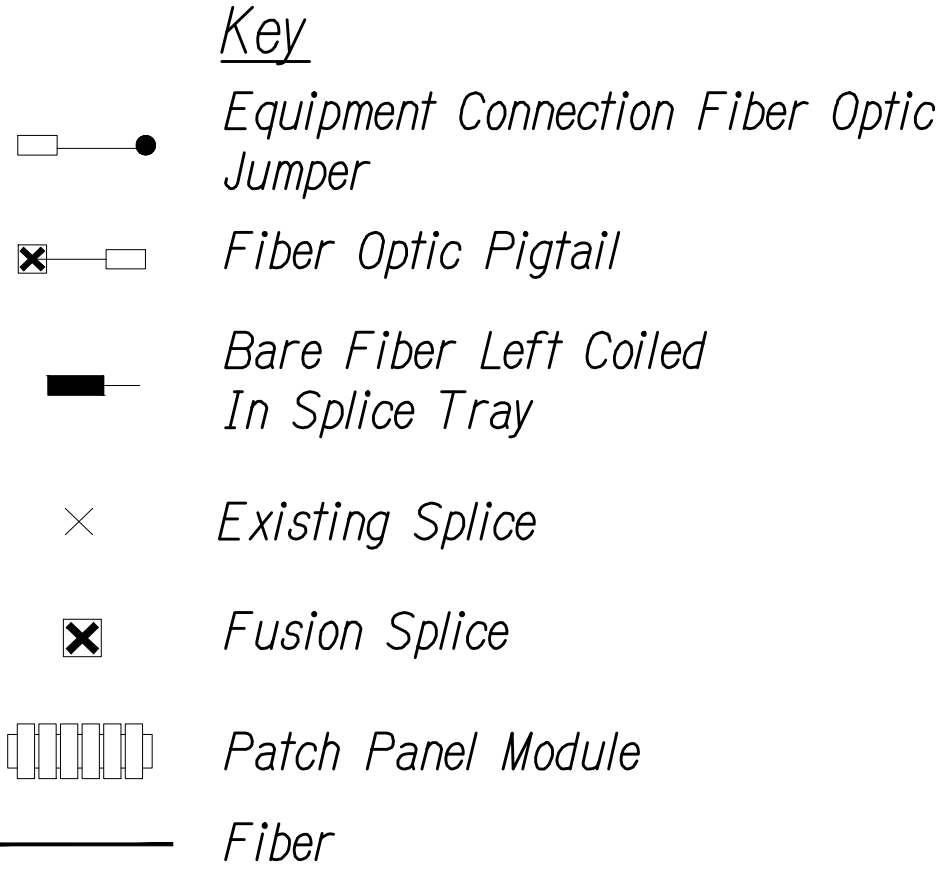 Key
Equipment Connection Fiber Optic
Jumper
Fiber Optic Pigtail
Bare Fiber Left Coiled
In Splice Tray
Existing Splice
Fusion Splice
Patch Panel Module
Fiber